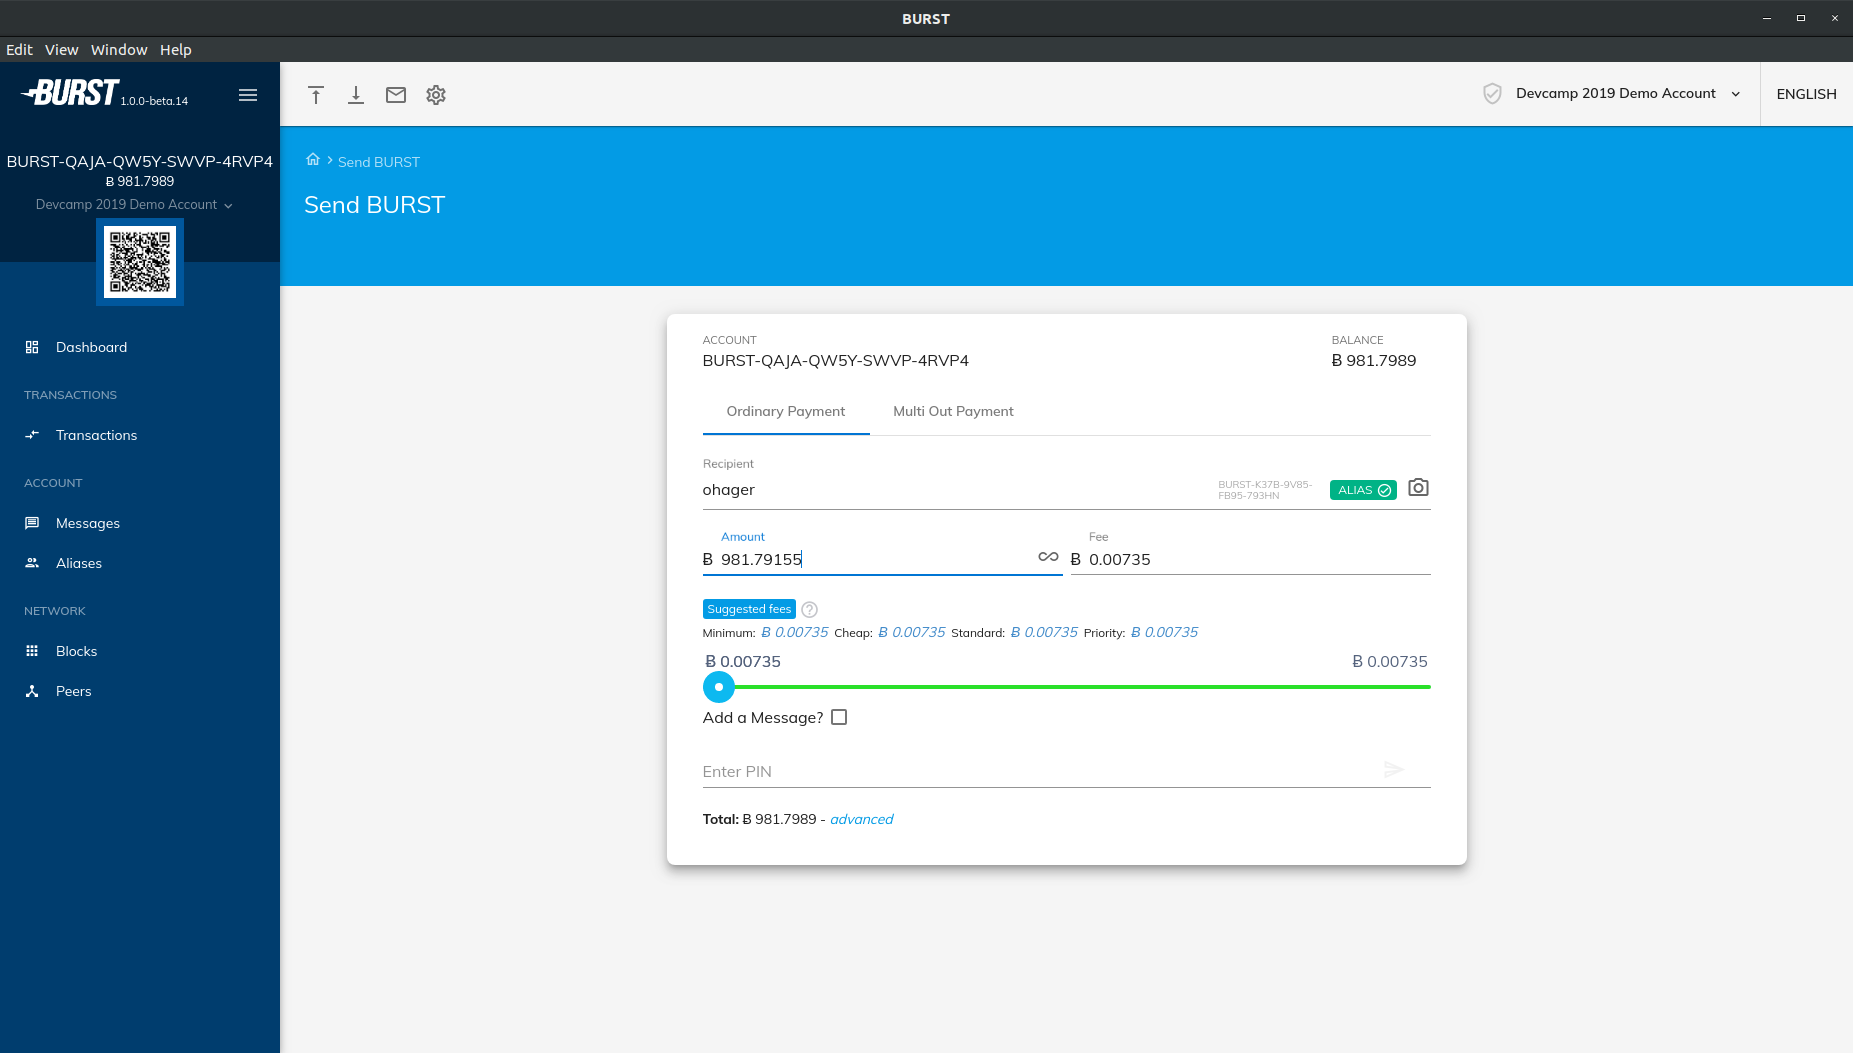 BURST
Edit View Window Help
BURST 1.0.0-beta.14
Devcamp 2019 Demo Account
ENGLISH
BURST-QAJA-QW5Y-SWVP-4RVP4
Ƀ 981.7989
Devcamp 2019 Demo Account
Dashboard
TRANSACTIONS
Transactions
ACCOUNT
Messages
Aliases
NETWORK
Blocks
Peers
Send BURST
Send BURST
ACCOUNT
BURST-QAJA-QW5Y-SWVP-4RVP4
BALANCE
Ƀ 981.7989
Ordinary Payment
Multi Out Payment
Recipient
ohager
BURST-K37B-9V85-
FB95-793HN
ALIAS
Amount
Ƀ 981.79155
Fee
Ƀ 0.00735
Suggested fees
Minimum: Ƀ 0.00735 Cheap: Ƀ 0.00735 Standard: Ƀ 0.00735 Priority: Ƀ 0.00735
Ƀ 0.00735
Ƀ 0.00735
Add a Message?
Enter PIN
Total: Ƀ 981.7989 - advanced